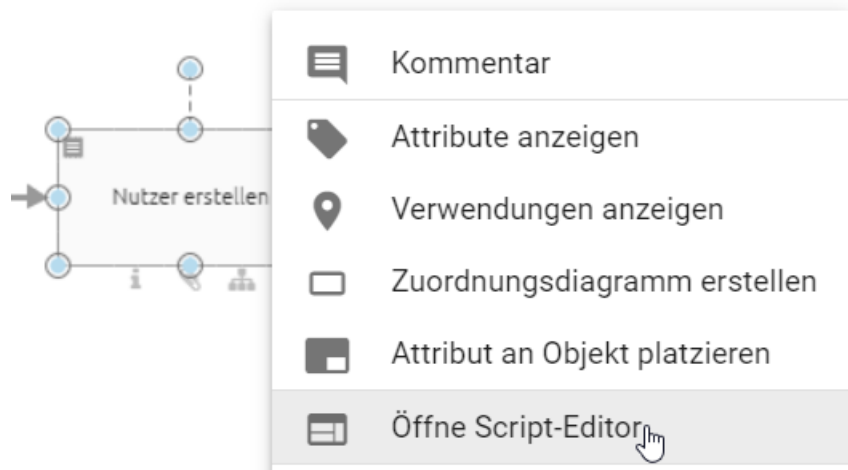 Kommentar
Attribute anzeigen
Nutzer erstellen
Verwendungen anzeigen
Zuordnungsdiagramm erstellen
Attribut an Objekt platzieren
Öffne Script-Editor